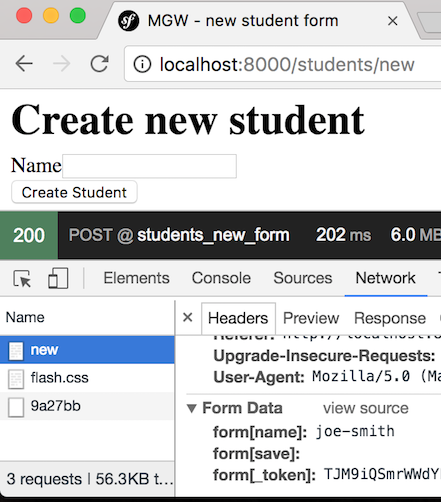 MGW - new student form
localhost:8000/students/new
Create new student
Name
Create Student
200 POST @ students_new_form 202 ms 6.0 MB
Elements Console Sources Network
Name
Headers Preview Response
new
flash.css
9a27bb
Upgrade-Insecure-Requests:
User-Agent: Mozilla/5.0 (Ma
Form Data view source
form[name]: joe-smith
form[save]:
form[_token]:
3 requests | 56.3KB t...